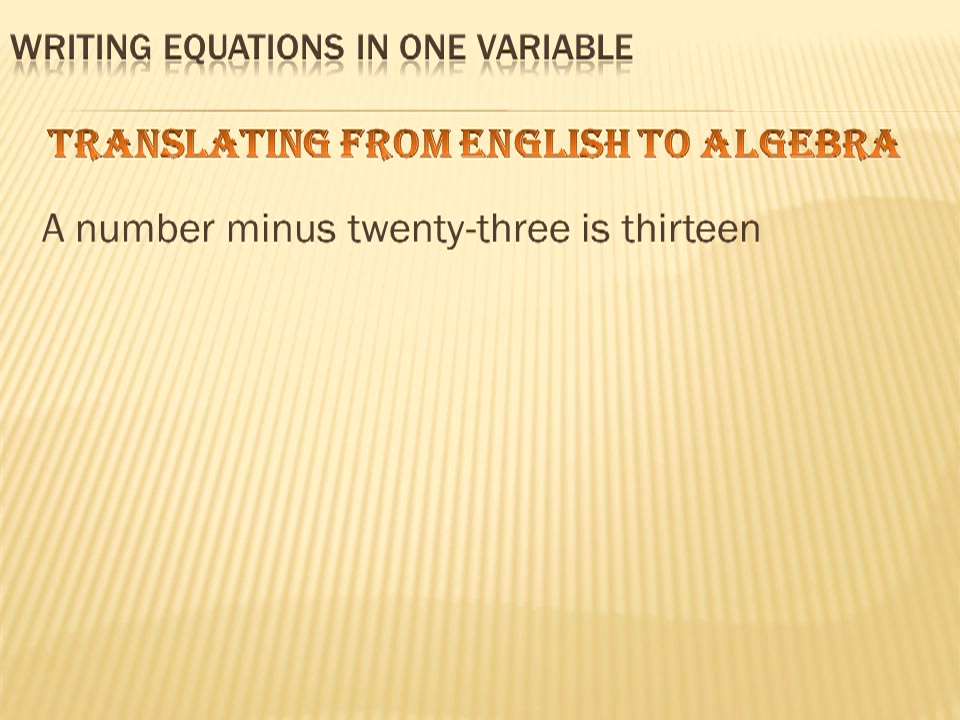 WRITING EQUATIONS IN ONE VARIABLE
TRANSLATING FROM ENGLISH TO ALGEBRA
A number minus twenty-three is thirteen